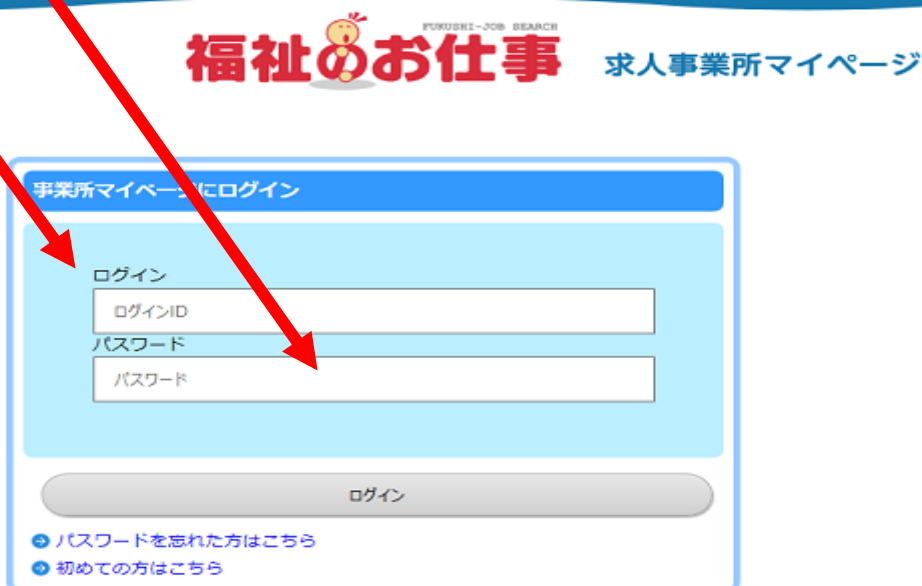 FUKUSHI-JOB SEARCH
福祉のお仕事 求人事業所マイページ
事業所マイページにログイン
ログイン
ログインID
パスワード
パスワード
ログイン
パスワードを忘れた方はこちら
初めての方はこちら